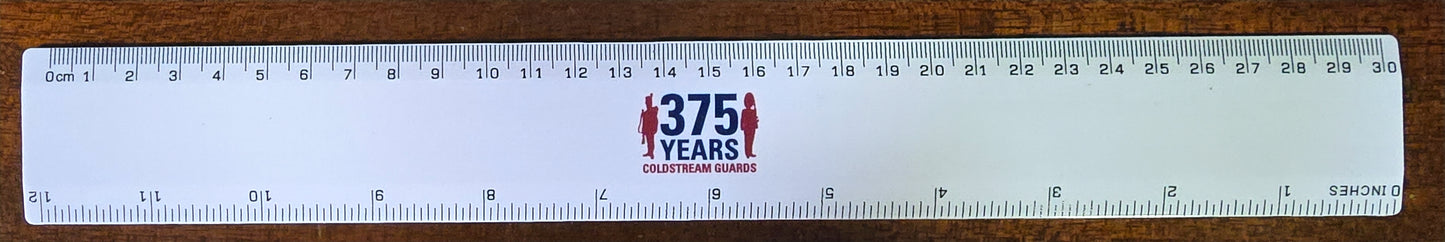 0cm 1 2 3 4 5 6 7 8 9 10 11 12 13 14 15 16 17 18 19 20 21 22 23 24 25 26 27 28 29 30
375
YEARS
COLDSTREAM GUARDS
0 INCHES 1 2 3 4 5 6 7 8 9 10 11 12